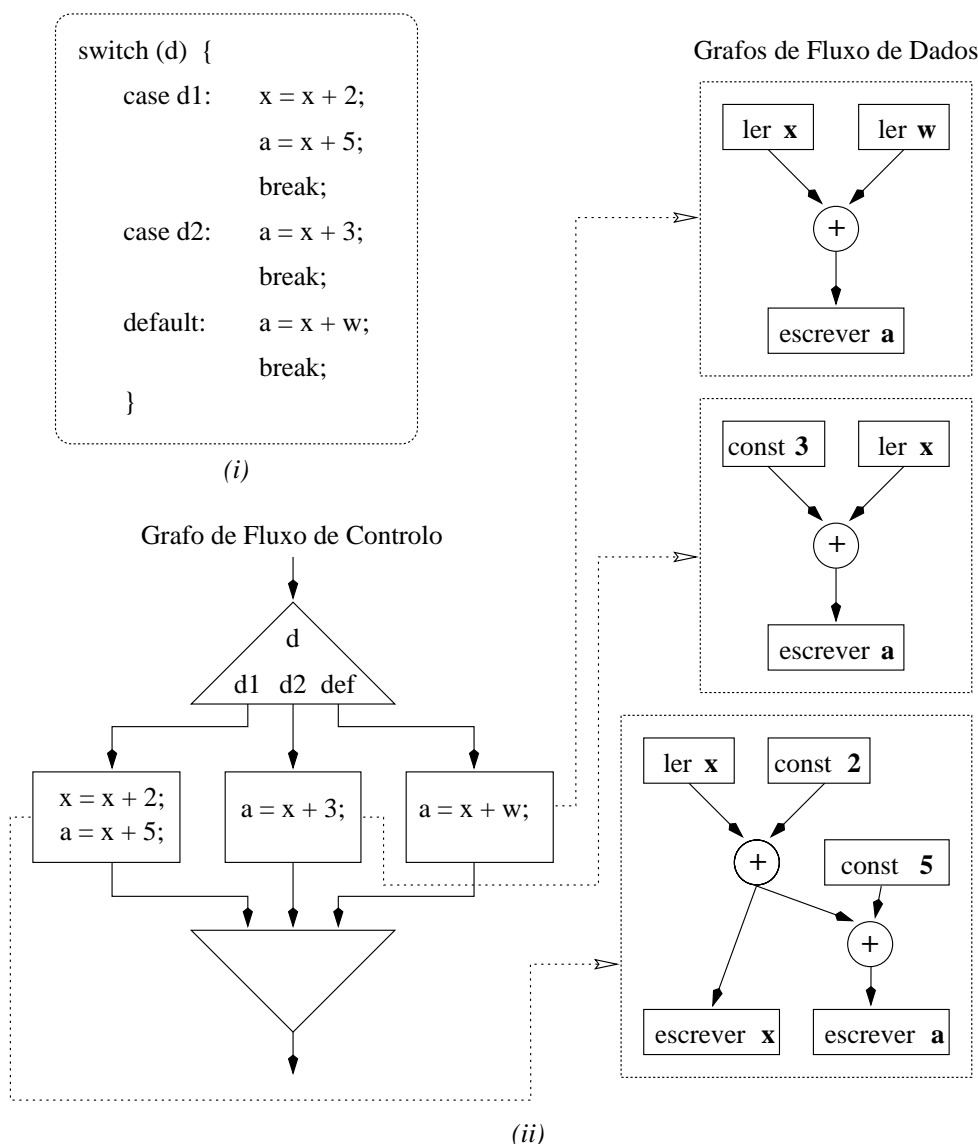 switch (d) {
case d1: x = x + 2;
a = x + 5;
break;
case d2: a = x + 3;
break;
default: a = x + w;
break;
}
(i)
Grafo de Fluxo de Controlo
d
d1 d2 def
x = x + 2;
a = x + 5;
a = x + 3;
a = x + w;
Grafos de Fluxo de Dados
ler x
ler w
+
escrever a
const 3
ler x
+
escrever a
ler x
const 2
+
const 5
+
escrever x
escrever a
(ii)